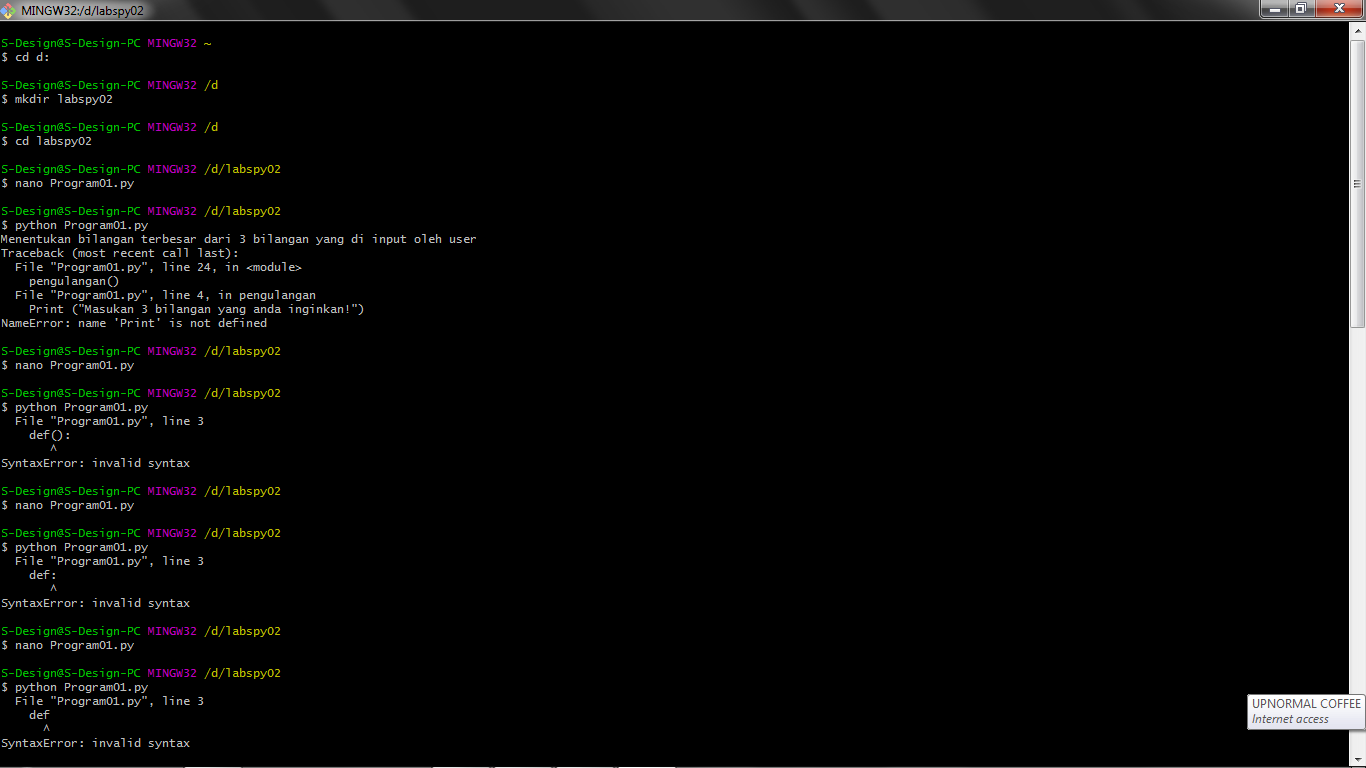 MINGW32:/d/labspy02
S-Design@S-Design-PC MINGW32 ~
$ cd d:
S-Design@S-Design-PC MINGW32 /d
$ mkdir labspy02
S-Design@S-Design-PC MINGW32 /d
$ cd labspy02
S-Design@S-Design-PC MINGW32 /d/labspy02
$ nano Program01.py
S-Design@S-Design-PC MINGW32 /d/labspy02
$ python Program01.py
Menentukan bilangan terbesar dari 3 bilangan yang di input oleh user
Traceback (most recent call last):
  File "Program01.py", line 24, in <module>
    pengulangan()
  File "Program01.py", line 4, in pengulangan
    Print ("Masukan 3 bilangan yang anda inginkan!")
NameError: name 'Print' is not defined
S-Design@S-Design-PC MINGW32 /d/labspy02
$ nano Program01.py
S-Design@S-Design-PC MINGW32 /d/labspy02
$ python Program01.py
  File "Program01.py", line 3
    def():
       ^
SyntaxError: invalid syntax
S-Design@S-Design-PC MINGW32 /d/labspy02
$ nano Program01.py
S-Design@S-Design-PC MINGW32 /d/labspy02
$ python Program01.py
  File "Program01.py", line 3
    def:
       ^
SyntaxError: invalid syntax
S-Design@S-Design-PC MINGW32 /d/labspy02
$ nano Program01.py
S-Design@S-Design-PC MINGW32 /d/labspy02
$ python Program01.py
  File "Program01.py", line 3
    def
      ^
SyntaxError: invalid syntax
UPNORMAL COFFEE
Internet access